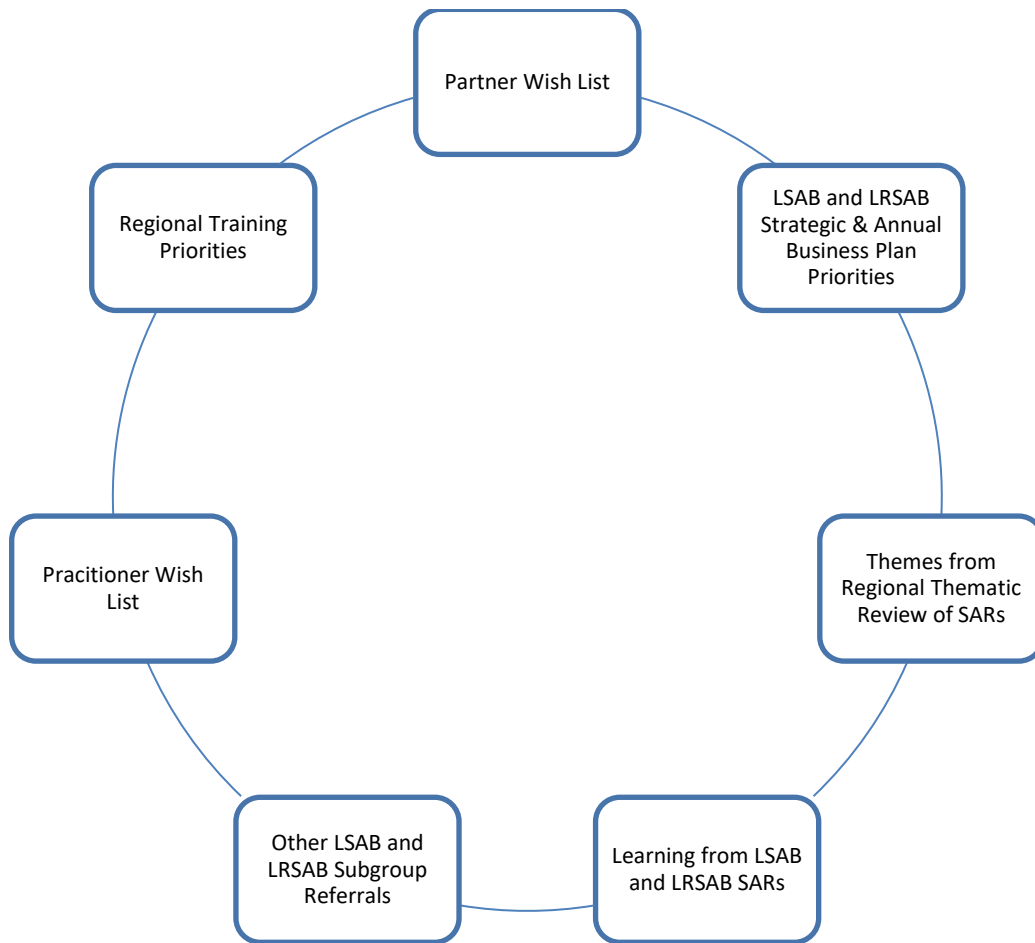 Partner Wish List
LSAB and LRSAB
Strategic & Annual
Business Plan
Priorities
Themes from
Regional Thematic
Review of SARs
Learning from LSAB
and LRSAB SARs
Other LSAB and
LRSAB Subgroup
Referrals
Pracitioner Wish
List
Regional Training
Priorities